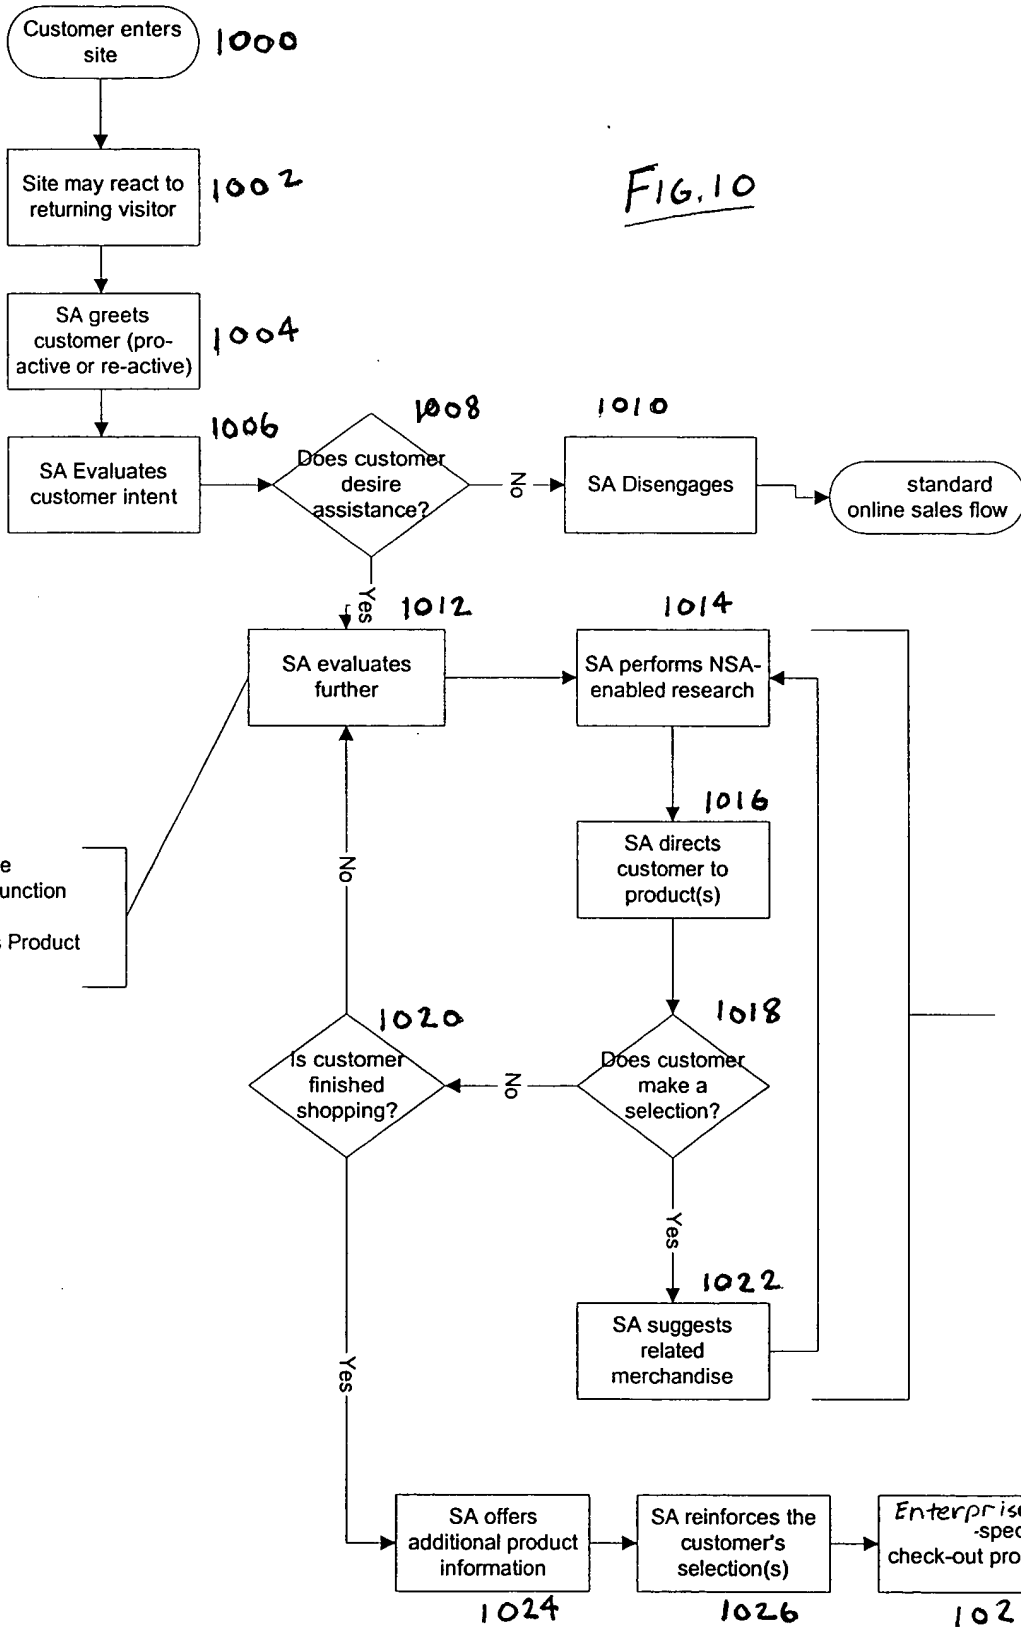 Customer enters
site
1000
Site may react to
returning visitor
1002
FIG.10
SA greets
customer (pro-
active or re-active)
1004
SA Evaluates
customer intent
1006
Does customer
desire
assistance?
1008
No
SA Disengages
1010
standard
online sales flow
Yes
SA evaluates
further
1012
SA performs NSA-
enabled research
1014
SA directs
customer to
product(s)
1016
No
Product
Is customer
finished
shopping?
1020
No
Does customer
make a
selection?
1018
Yes
SA suggests
related
merchandise
1022
Yes
SA offers
additional product
information
1024
SA reinforces the
customer's
selection(s)
1026
check-out